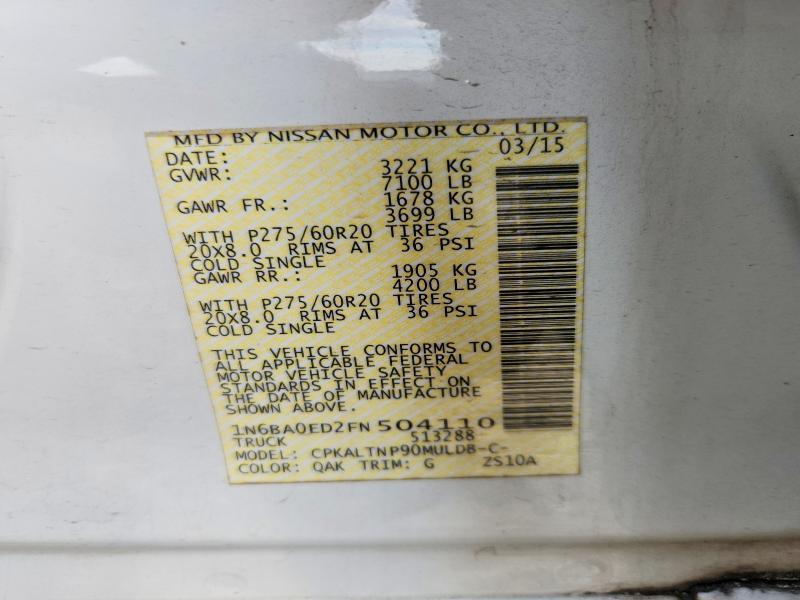 MFD BY NISSAN MOTOR CO., LTD.
DATE: 03/15
GVWR: 3221 KG
7100 LB
GAWR FR.: 1678 KG
3699 LB
WITH P275/60R20 TIRES
20X8.0 RIMS AT 36 PSI
COLD SINGLE
GAWR RR.: 1905 KG
4200 LB
WITH P275/60R20 TIRES
20X8.0 RIMS AT 36 PSI
COLD SINGLE
THIS VEHICLE CONFORMS TO
ALL APPLICABLE FEDERAL
MOTOR VEHICLE SAFETY
STANDARDS IN EFFECT ON
THE DATE OF MANUFACTURE
SHOWN ABOVE.
1N6BA0ED2FN504110
TRUCK 513288
MODEL: CPKALTNP90MULDB-C-
COLOR: QAK TRIM: G ZS10A